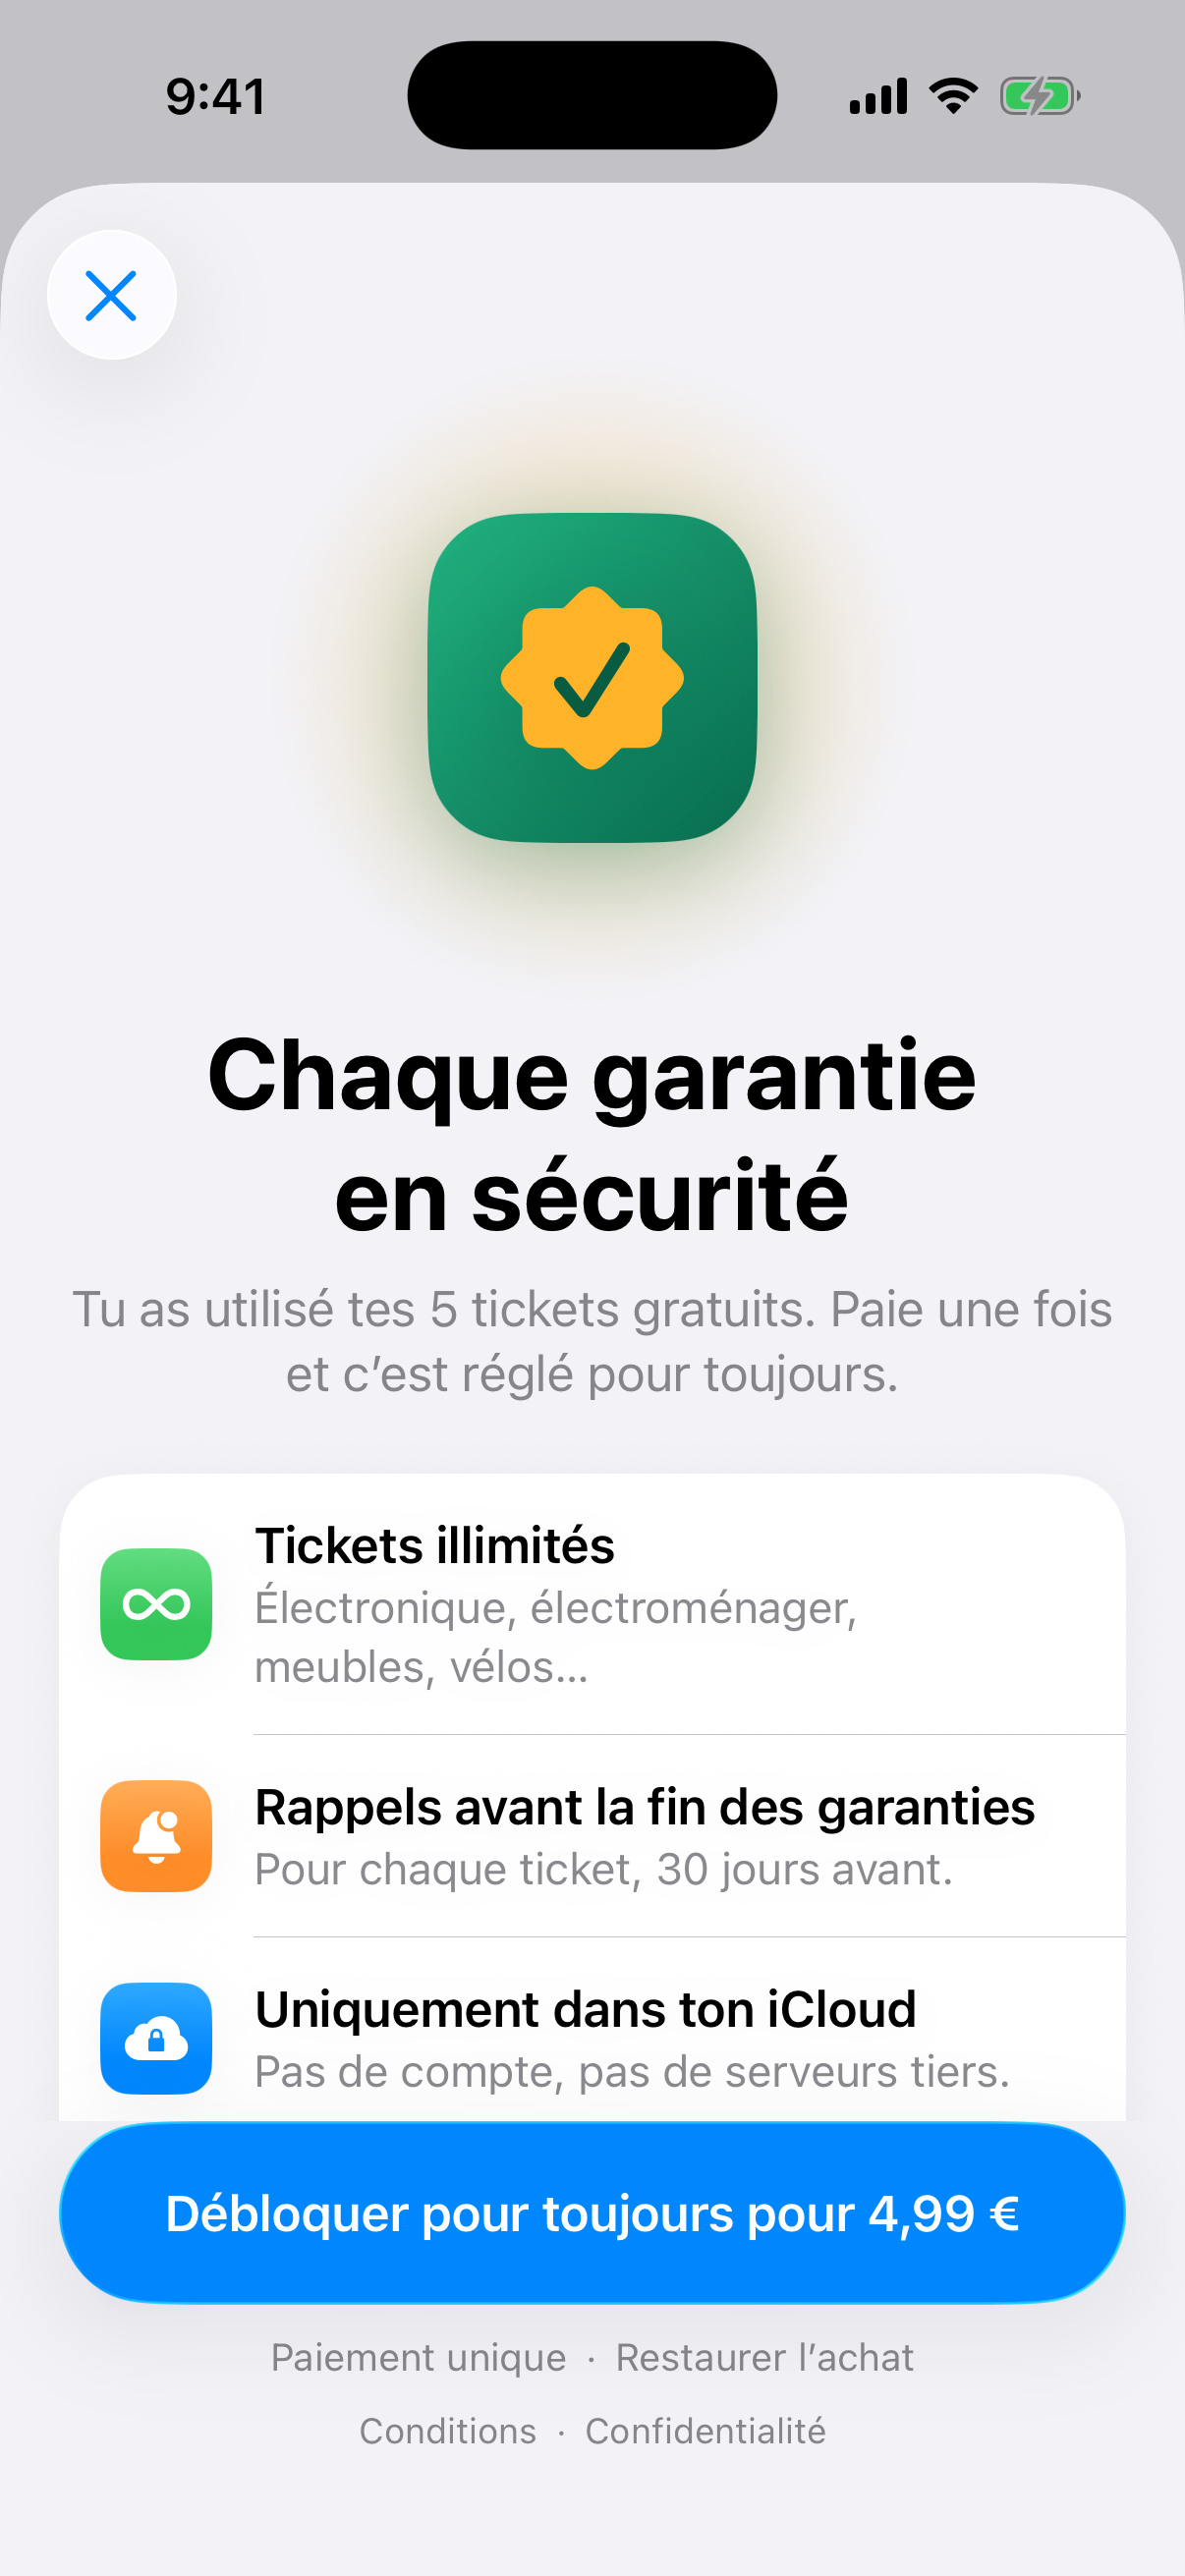 9:41
Chaque garantie
en sécurité
Tu as utilisé tes 5 tickets gratuits. Paie une fois
et c’est réglé pour toujours.
Tickets illimités
Électronique, électroménager,
meubles, vélos…
Rappels avant la fin des garanties
Pour chaque ticket, 30 jours avant.
Uniquement dans ton iCloud
Pas de compte, pas de serveurs tiers.
Débloquer pour toujours pour 4,99 €
Paiement unique · Restaurer l’achat
Conditions · Confidentialité